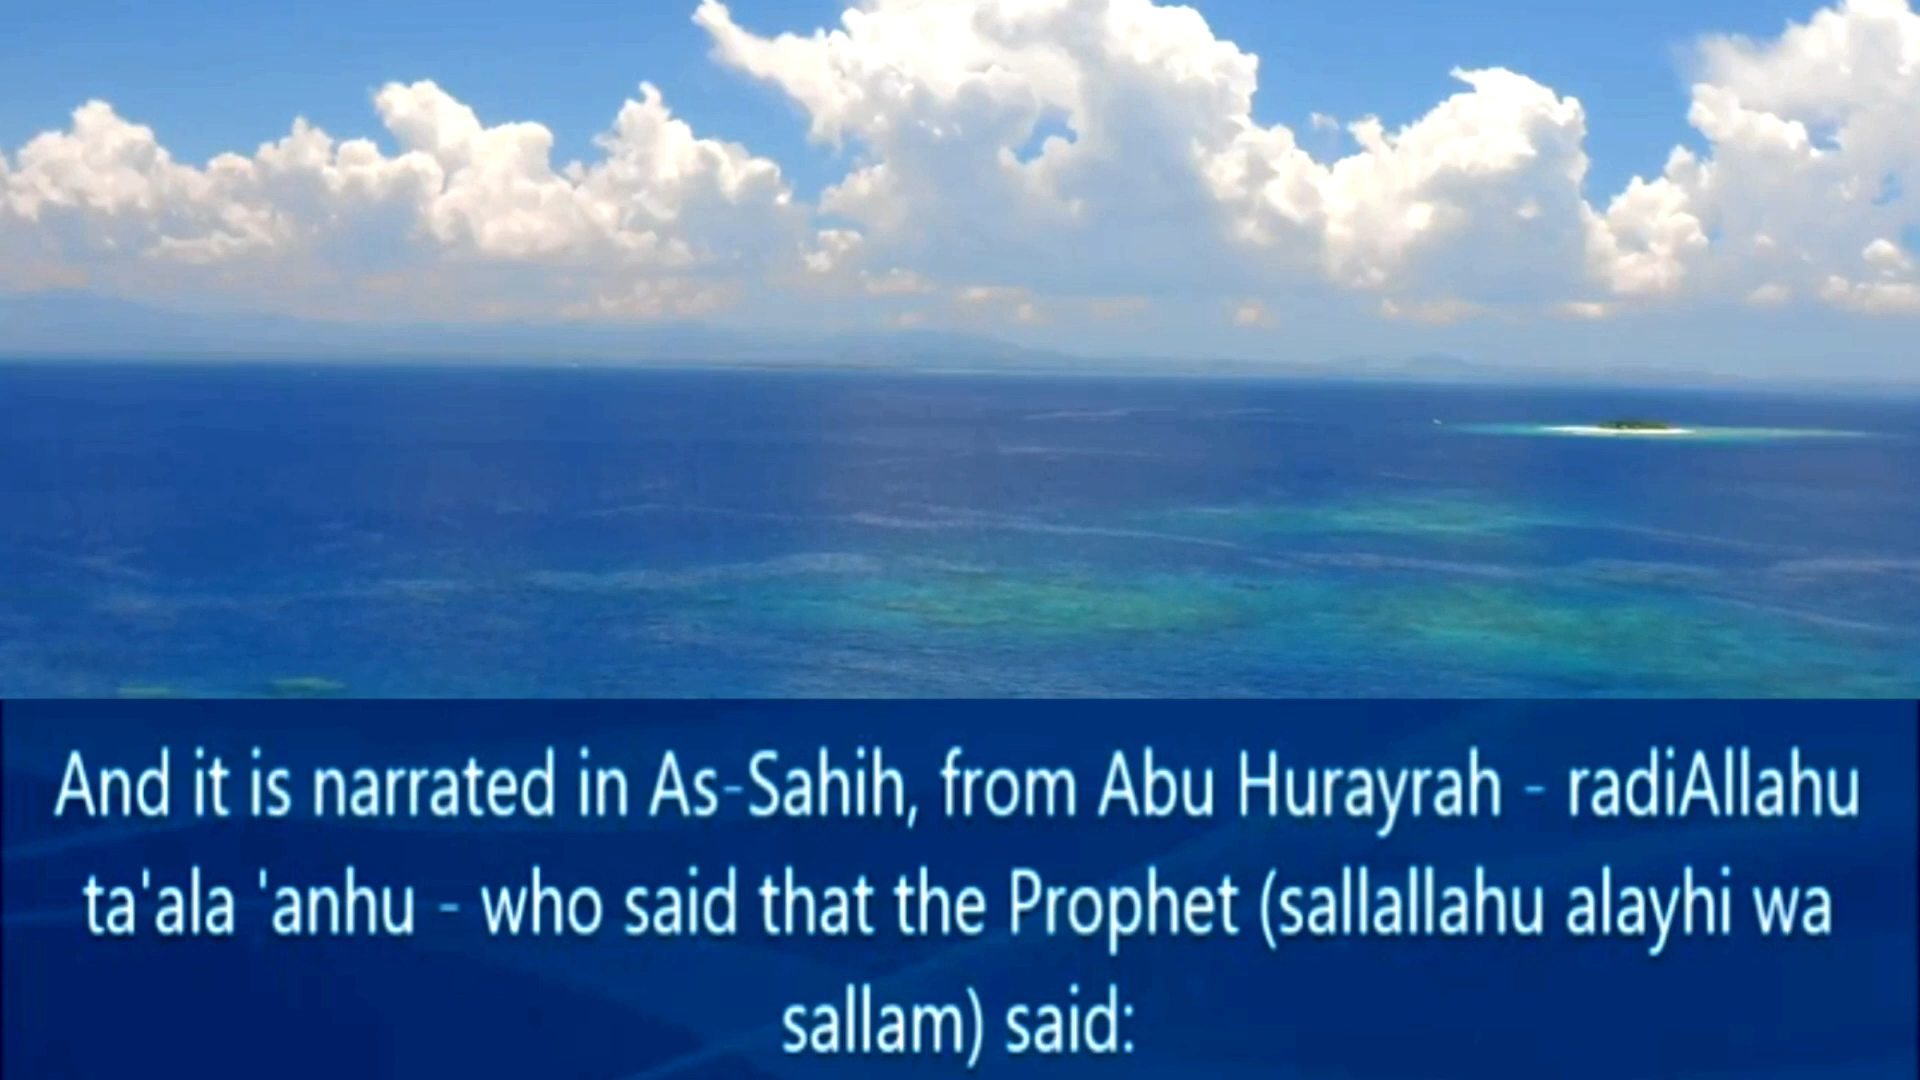 And it is narrated in As-Sahih, from Abu Hurayrah - radiAllahu
ta'ala 'anhu - who said that the Prophet (sallallahu alayhi wa
sallam) said: